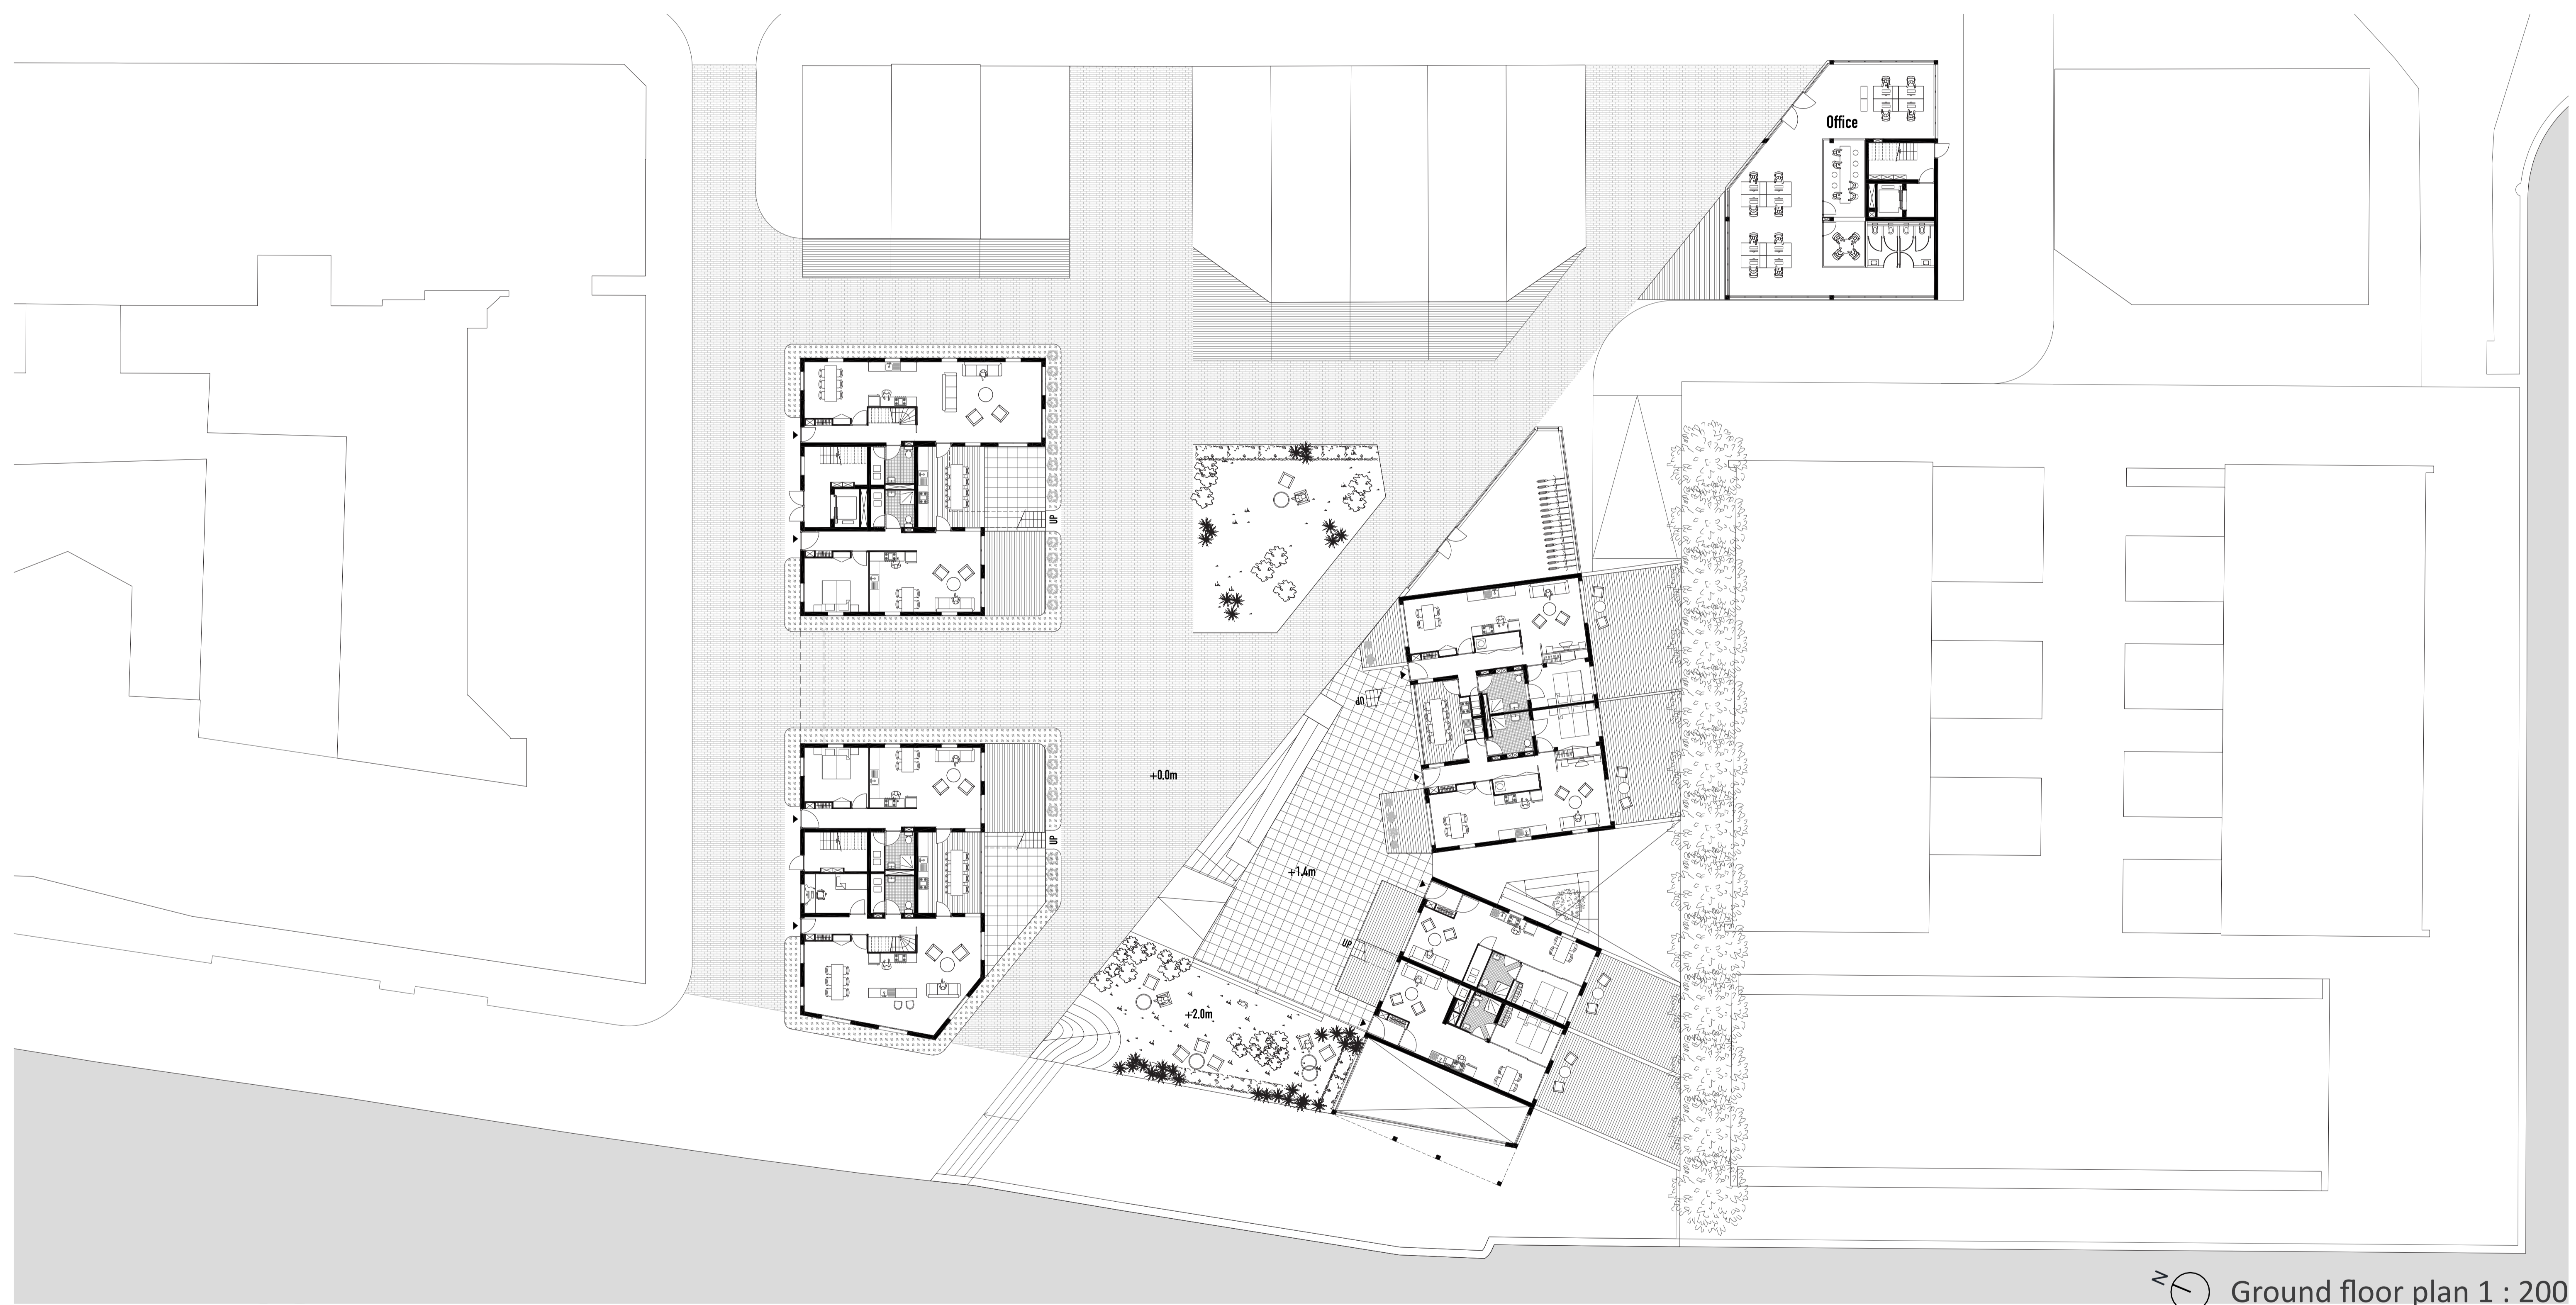 Office
UP
UP
+0.0m
UP
+1.4m
UP
+2.0m
N
Ground floor plan 1 : 200